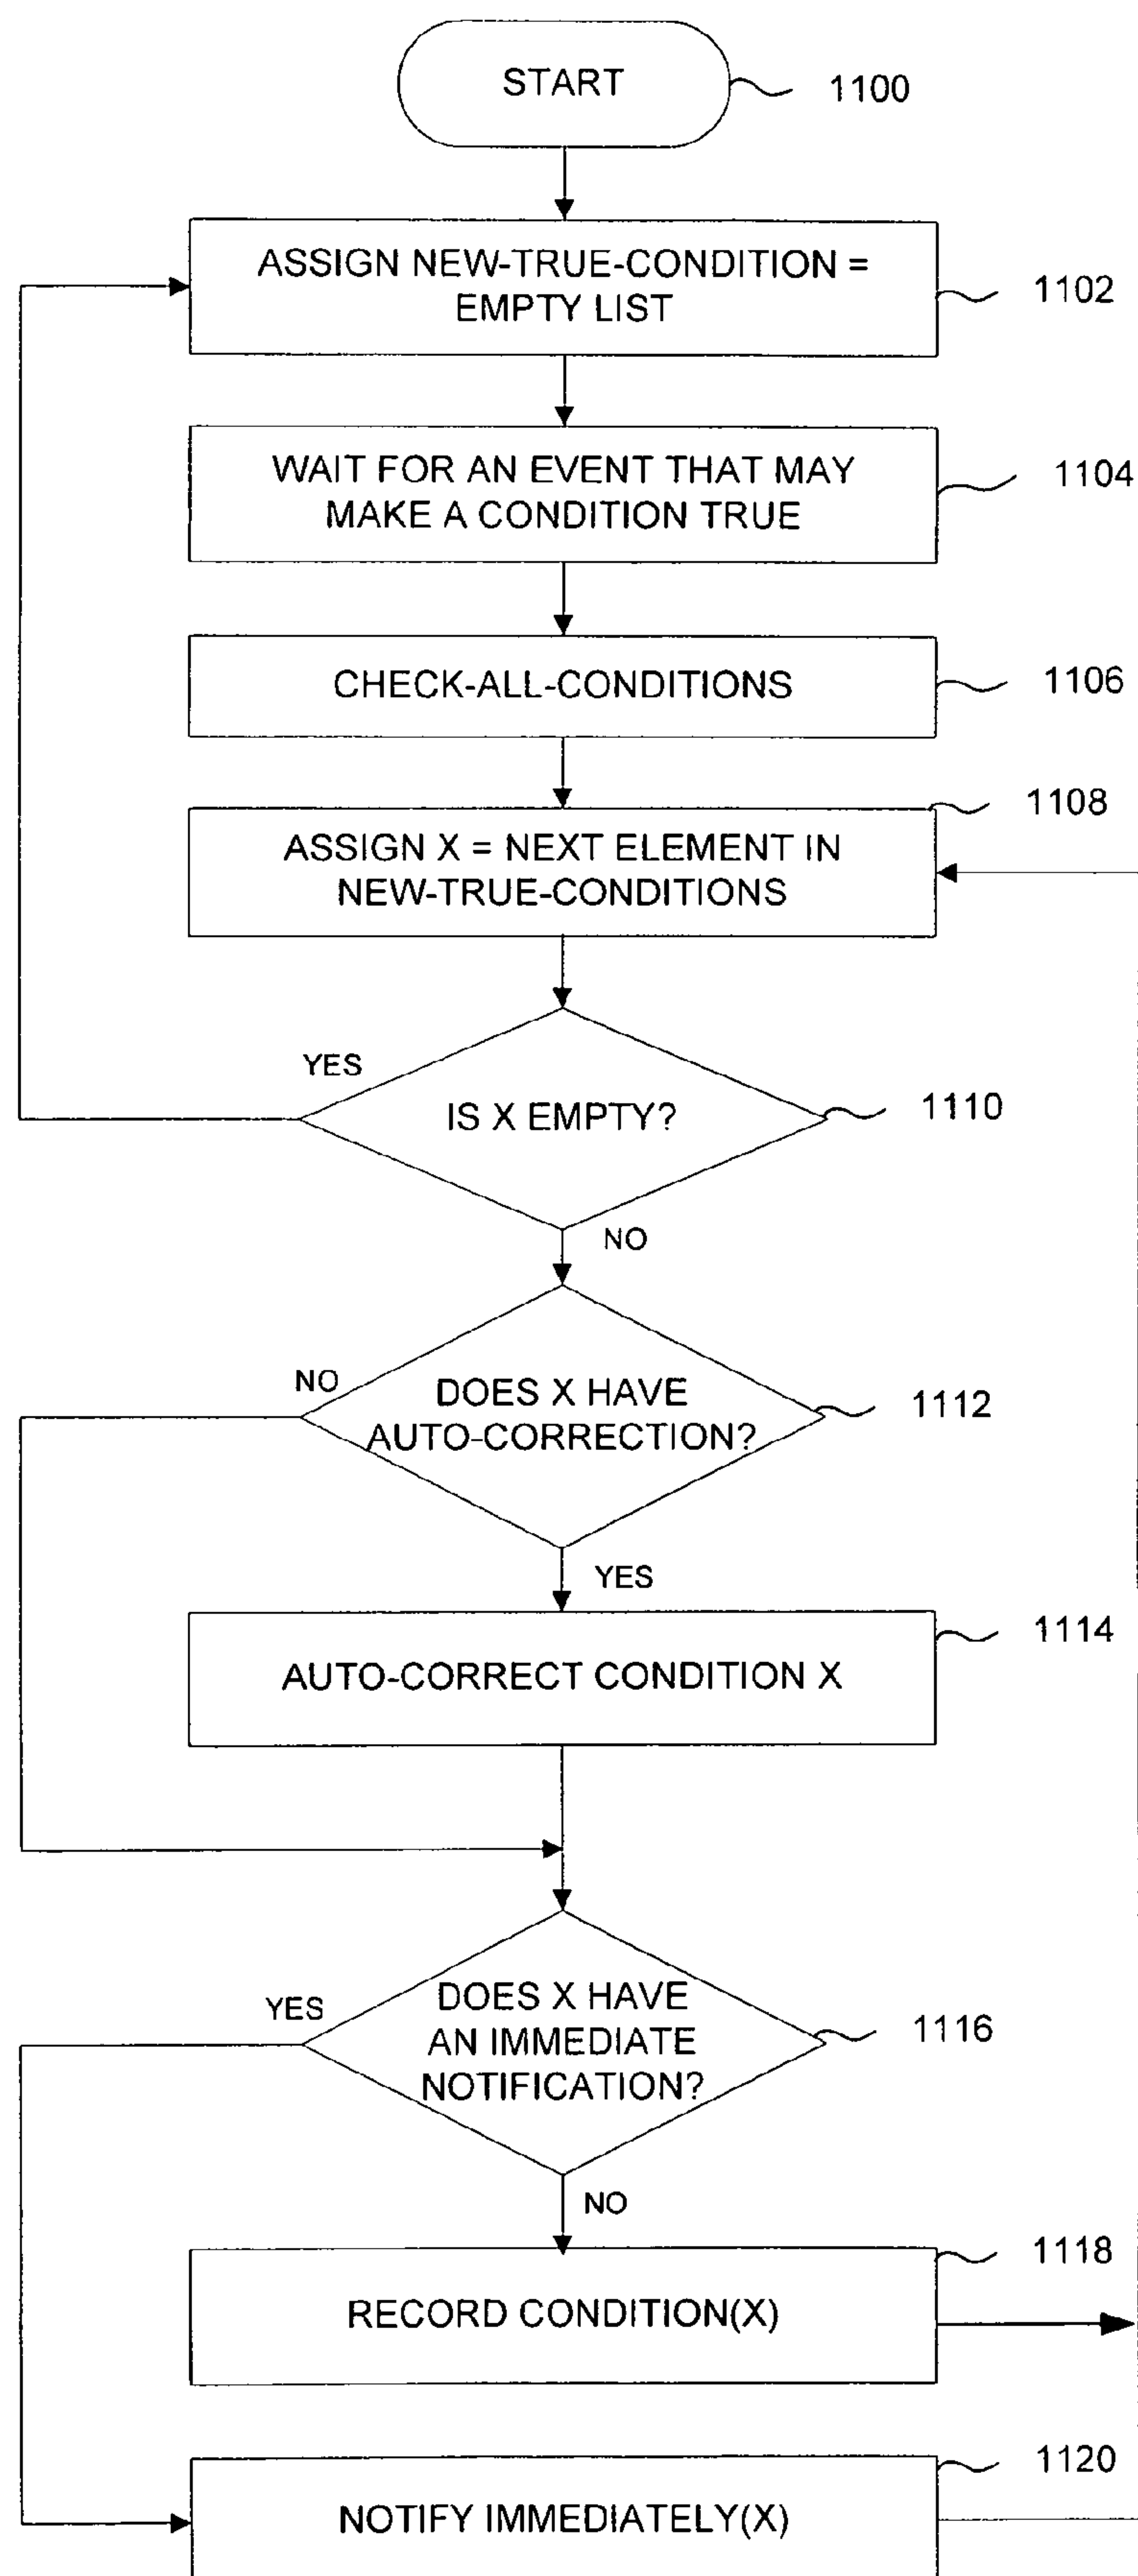 START
1100
ASSIGN NEW-TRUE-CONDITION =
EMPTY LIST
1102
WAIT FOR AN EVENT THAT MAY
MAKE A CONDITION TRUE
1104
CHECK-ALL-CONDITIONS
1106
ASSIGN X = NEXT ELEMENT IN
NEW-TRUE-CONDITIONS
1108
YES
IS X EMPTY?
1110
NO
NO
DOES X HAVE
AUTO-CORRECTION?
1112
YES
AUTO-CORRECT CONDITION X
1114
YES
DOES X HAVE
AN IMMEDIATE
NOTIFICATION?
1116
NO
RECORD CONDITION(X)
1118
NOTIFY IMMEDIATELY(X)
1120